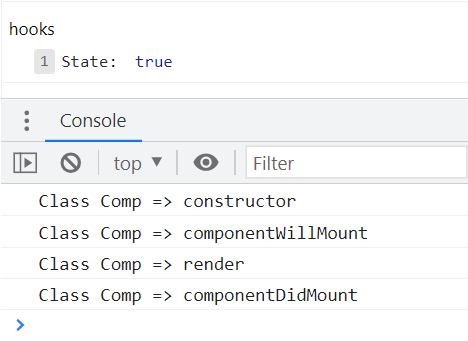 hooks
1 State: true
Console
top ▼ Filter
Class Comp => constructor
Class Comp => componentWillMount
Class Comp => render
Class Comp => componentDidMount